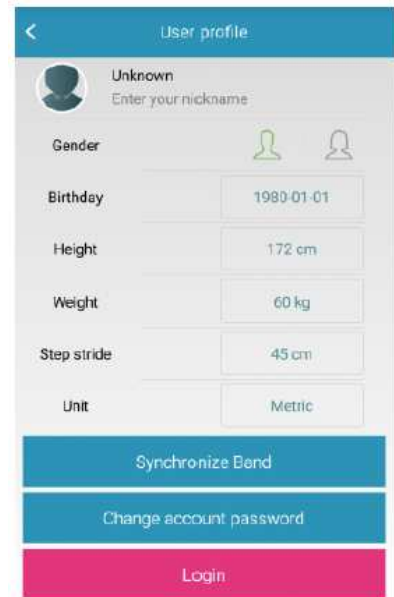 User profile
Unknown
Enter your nickname
Gender
Birthday 1980-01-01
Height 172 cm
Weight 60 kg
Step stride 45 cm
Unit Metric
Synchronize Band
Change account password
Login